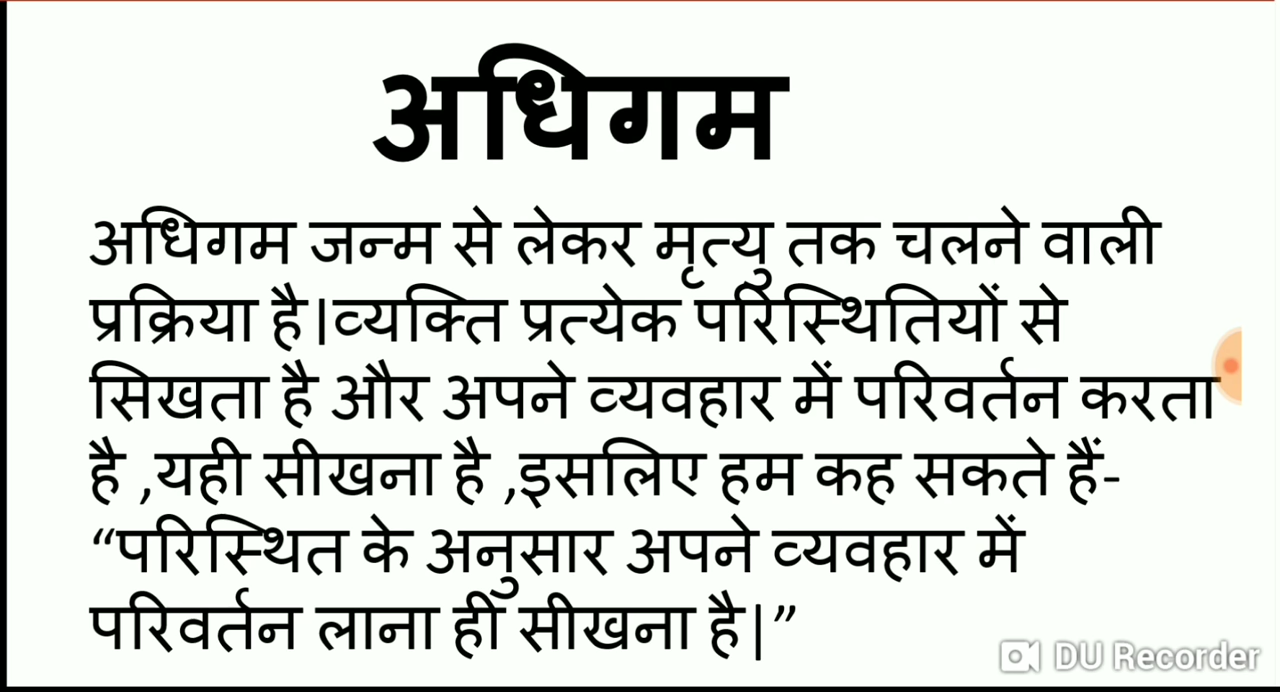 अधिगम
अधिगम जन्म से लेकर मृत्यु तक चलने वाली
प्रक्रिया है|व्यक्ति प्रत्येक परिस्थितियों से
सिखता है और अपने व्यवहार में परिवर्तन करता
है ,यही सीखना है ,इसलिए हम कह सकते हैं-
“परिस्थित के अनुसार अपने व्यवहार में
परिवर्तन लाना ही सीखना है|”
DU Recorder